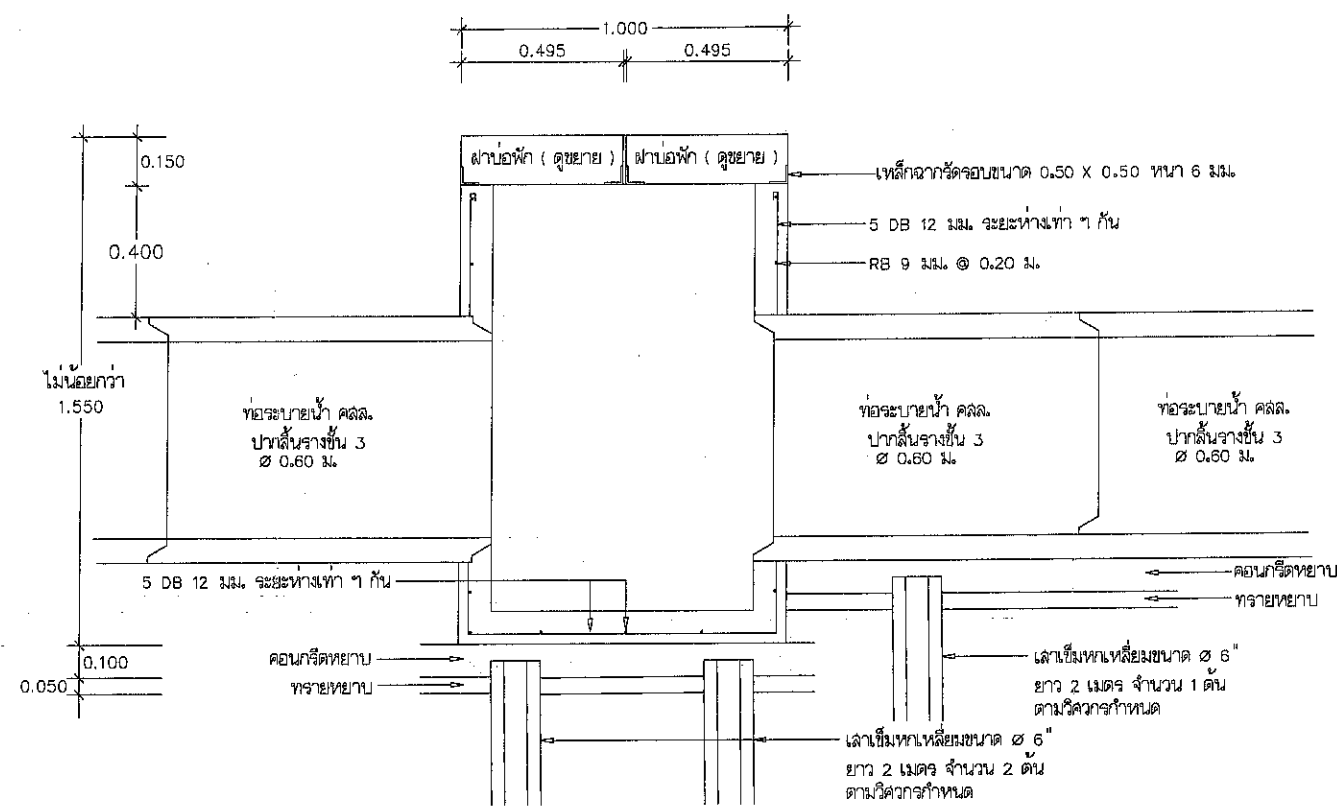 1.000
0.495
0.495
0.150
ฝาบ่อพัก ( ดูขยาย )
ฝาบ่อพัก ( ดูขยาย )
เหล็กฉากรัดรอบขนาด 0.50 X 0.50 หนา 6 มม.
5 DB 12 มม. ระยะห่างเท่า ๆ กัน
0.400
RB 9 มม. @ 0.20 ม.
ไม่น้อยกว่า
1.550
ท่อระบายน้ำ คสล.
ปากลิ้นรางชั้น 3
Ø 0.60 ม.
ท่อระบายน้ำ คสล.
ปากลิ้นรางชั้น 3
Ø 0.60 ม.
ท่อระบายน้ำ คสล.
ปากลิ้นรางชั้น 3
Ø 0.60 ม.
5 DB 12 มม. ระยะห่างเท่า ๆ กัน
คอนกรีตหยาบ
ทรายหยาบ
0.100
0.050
คอนกรีตหยาบ
ทรายหยาบ
เสาเข็มหกเหลี่ยมขนาด Ø 6"
ยาว 2 เมตร จำนวน 1 ต้น
ตามวิศวกรกำหนด
เสาเข็มหกเหลี่ยมขนาด Ø 6"
ยาว 2 เมตร จำนวน 2 ต้น
ตามวิศวกรกำหนด